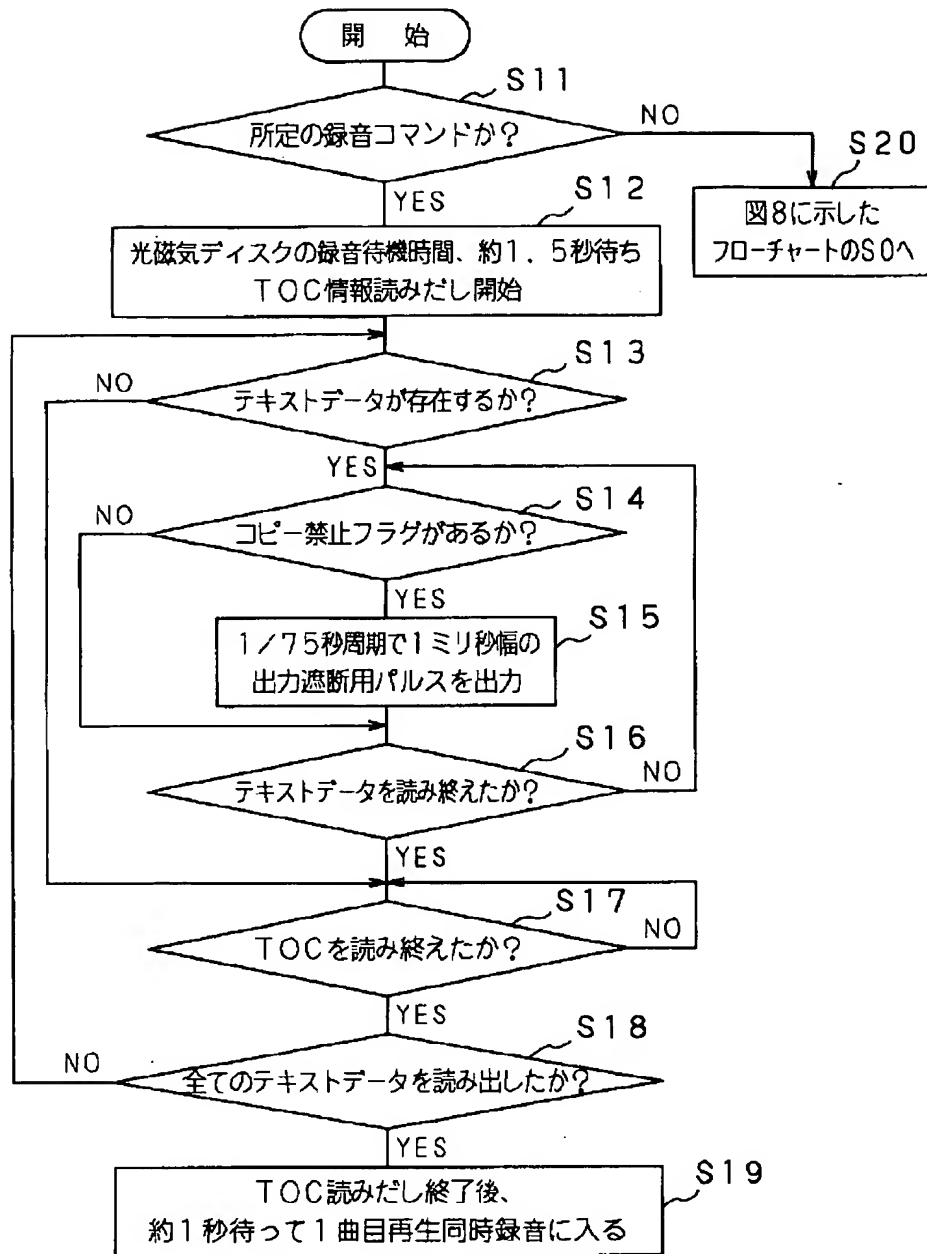 開 始
S11
所定の録音コマンドか?
NO
YES
S12
S20
光磁気ディスクの録音待機時間、約1.5秒待ち
TOC情報読みだし開始
図8に示した
フローチャートのS0へ
S13
NO
テキストデータが存在するか?
YES
S14
NO
コピー禁止フラグがあるか?
YES
S15
1/75秒周期で1ミリ秒幅の
出力遮断用パルスを出力
S16
テキストデータを読み終えたか?
NO
YES
S17
TOCを読み終えたか?
NO
YES
S18
NO
全てのテキストデータを読み出したか?
YES
S19
TOC読みだし終了後、
約1秒待って1曲目再生同時録音に入る